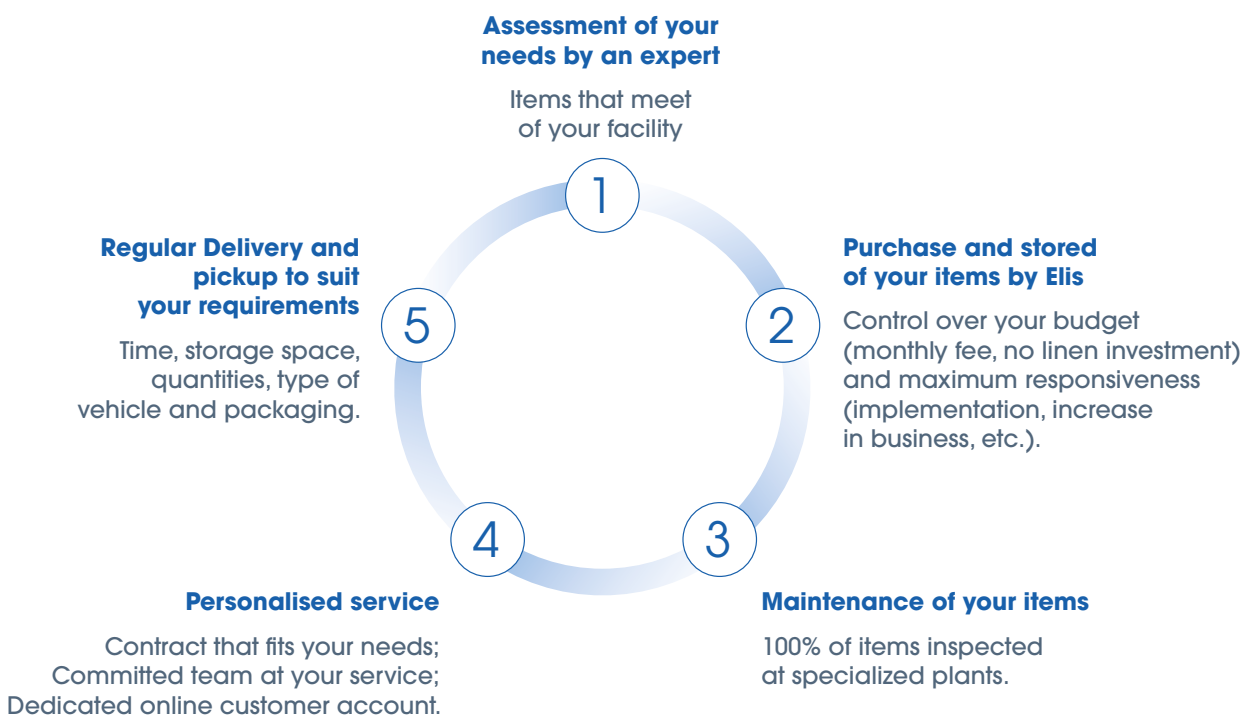 Assessment of your
needs by an expert
Items that meet
of your facility
1
Purchase and stored
of your items by Elis
Control over your budget
(monthly fee, no linen investment)
and maximum responsiveness
(implementation, increase
in business, etc.).
2
Maintenance of your items
100% of items inspected
at specialized plants.
3
Personalised service
Contract that fits your needs;
Committed team at your service;
Dedicated online customer account.
4
Regular Delivery and
pickup to suit
your requirements
Time, storage space,
quantities, type of
vehicle and packaging.
5